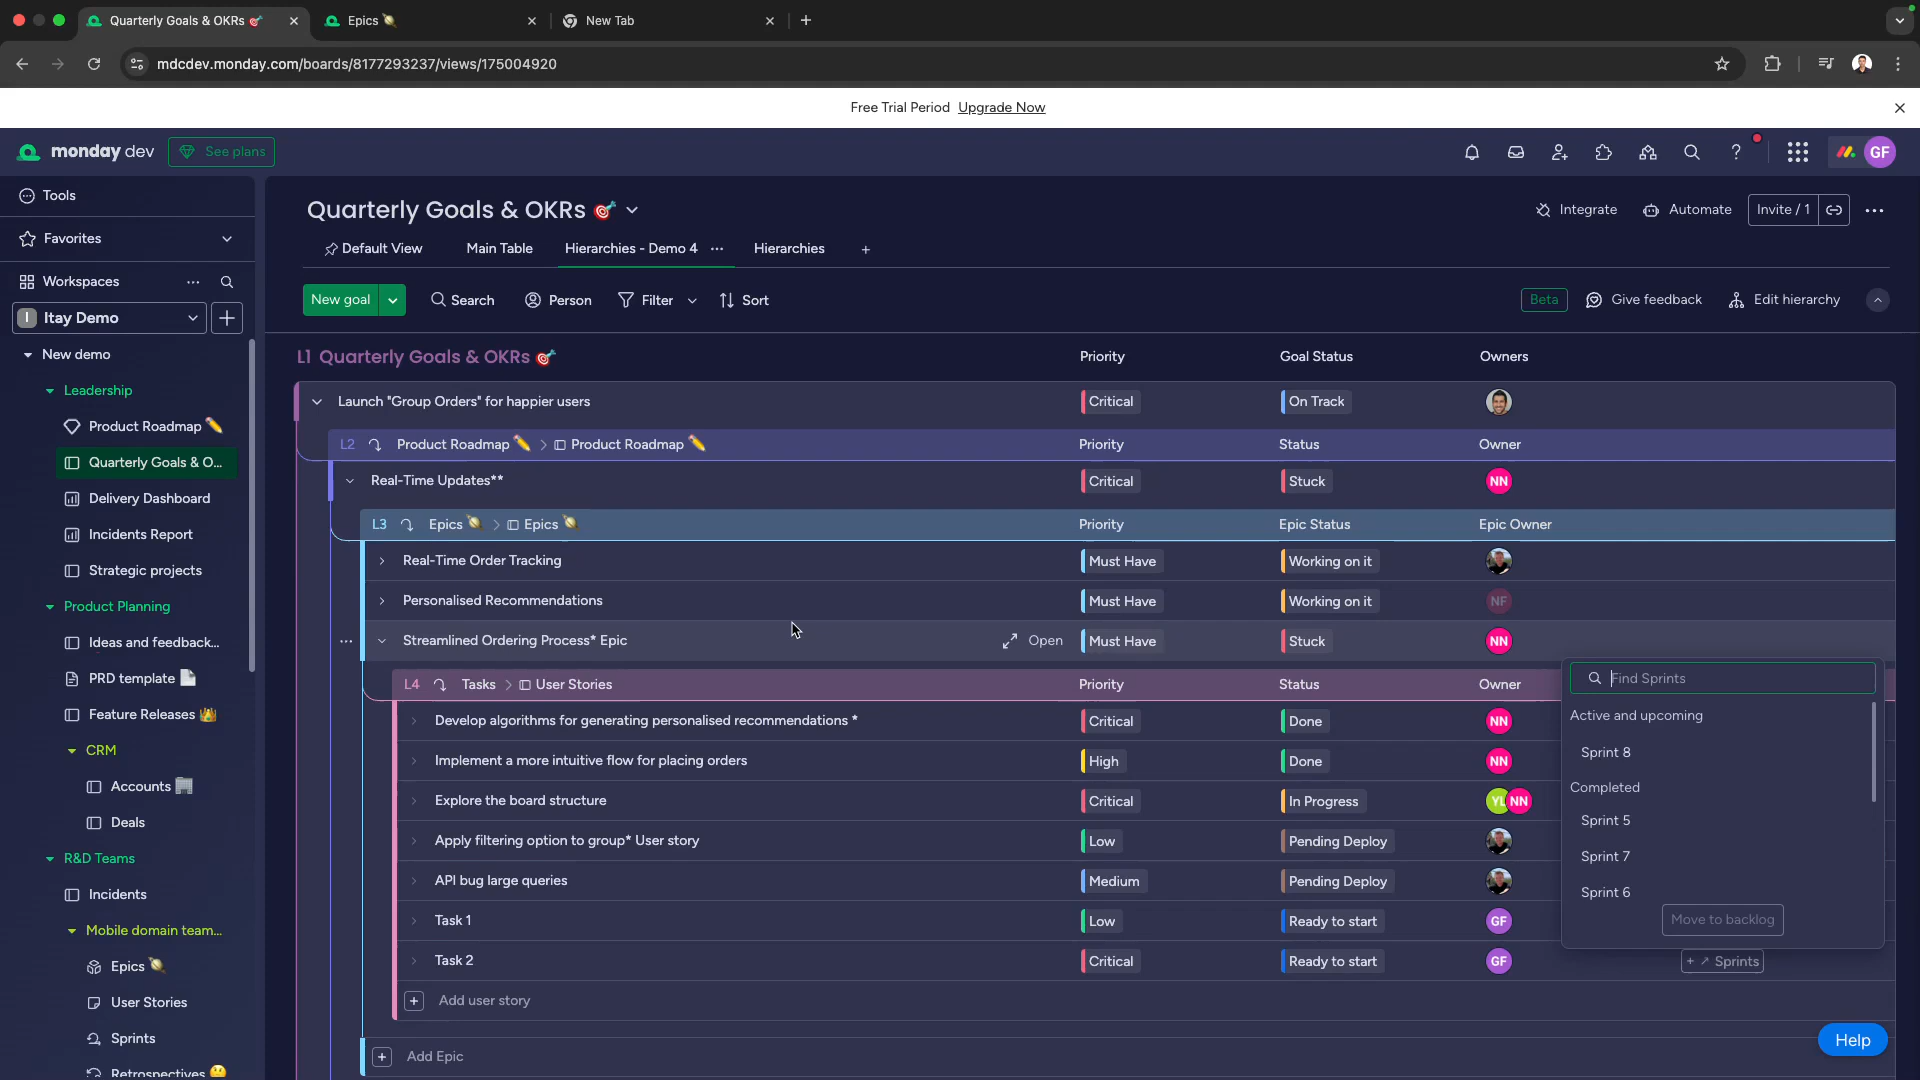 Quarterly Goals & OKRs 🎯
Epics
New Tab
mdcdev.monday.com/boards/8177293237/views/175004920
Free Trial Period Upgrade Now
monday dev
See plans
GF
Tools
Favorites
Workspaces
I Itay Demo
New demo
Leadership
Product Roadmap ✏️
Quarterly Goals & O...
Delivery Dashboard
Incidents Report
Strategic projects
Product Planning
Ideas and feedback...
PRD template 📄
Feature Releases 👑
CRM
Accounts 🏢
Deals
R&D Teams
Incidents
Mobile domain team...
Epics
User Stories
Sprints
Retrospectives
Quarterly Goals & OKRs 🎯
Integrate
Automate
Invite / 1
Default View
Main Table
Hierarchies - Demo 4
Hierarchies
New goal
Search
Person
Filter
Sort
Beta
Give feedback
Edit hierarchy
L1 Quarterly Goals & OKRs 🎯 Priority Goal Status Owners
Launch "Group Orders" for happier users Critical On Track
L2 Product Roadmap ✏️ > Product Roadmap ✏️ Priority Status Owner
Real-Time Updates** Critical Stuck NN
L3 Epics > Epics Priority Epic Status Epic Owner
Real-Time Order Tracking Must Have Working on it
Personalised Recommendations Must Have Working on it NF
Streamlined Ordering Process* Epic Open Must Have Stuck NN
L4 Tasks > User Stories Priority Status Owner
Develop algorithms for generating personalised recommendations * Critical Done NN
Implement a more intuitive flow for placing orders High Done NN
Explore the board structure Critical In Progress YL NN
Apply filtering option to group* User story Low Pending Deploy
API bug large queries Medium Pending Deploy
Task 1 Low Ready to start GF
Task 2 Critical Ready to start GF + Sprints
Add user story
Add Epic
Find Sprints
Active and upcoming
Sprint 8
Completed
Sprint 5
Sprint 7
Sprint 6
Move to backlog
Help